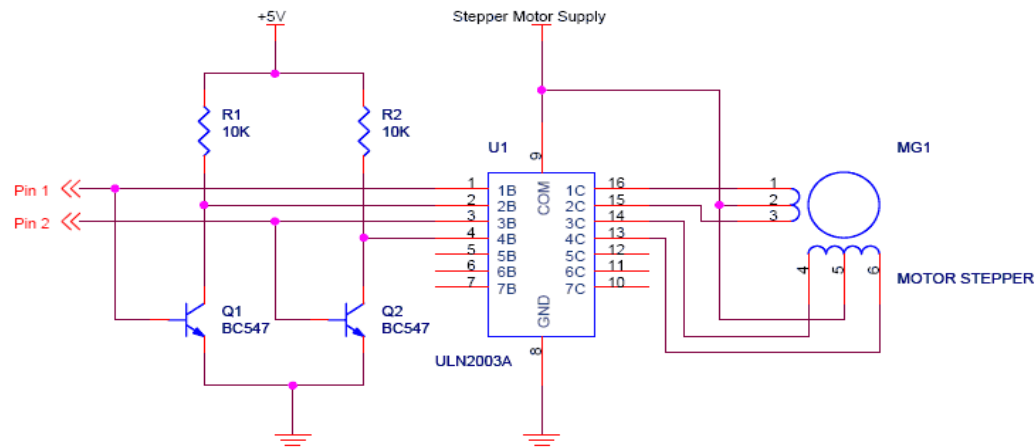 +5V
Stepper Motor Supply
R1
10K
R2
10K
U1
MG1
9
Pin 1
1
1B
COM
1C
16
1
2
2B
2C
15
2
Pin 2
3
3B
3C
14
3
4
4B
4C
13
5
5B
5C
12
6
6B
6C
11
7
7B
7C
10
4
5
6
MOTOR STEPPER
Q1
BC547
Q2
BC547
GND
8
ULN2003A